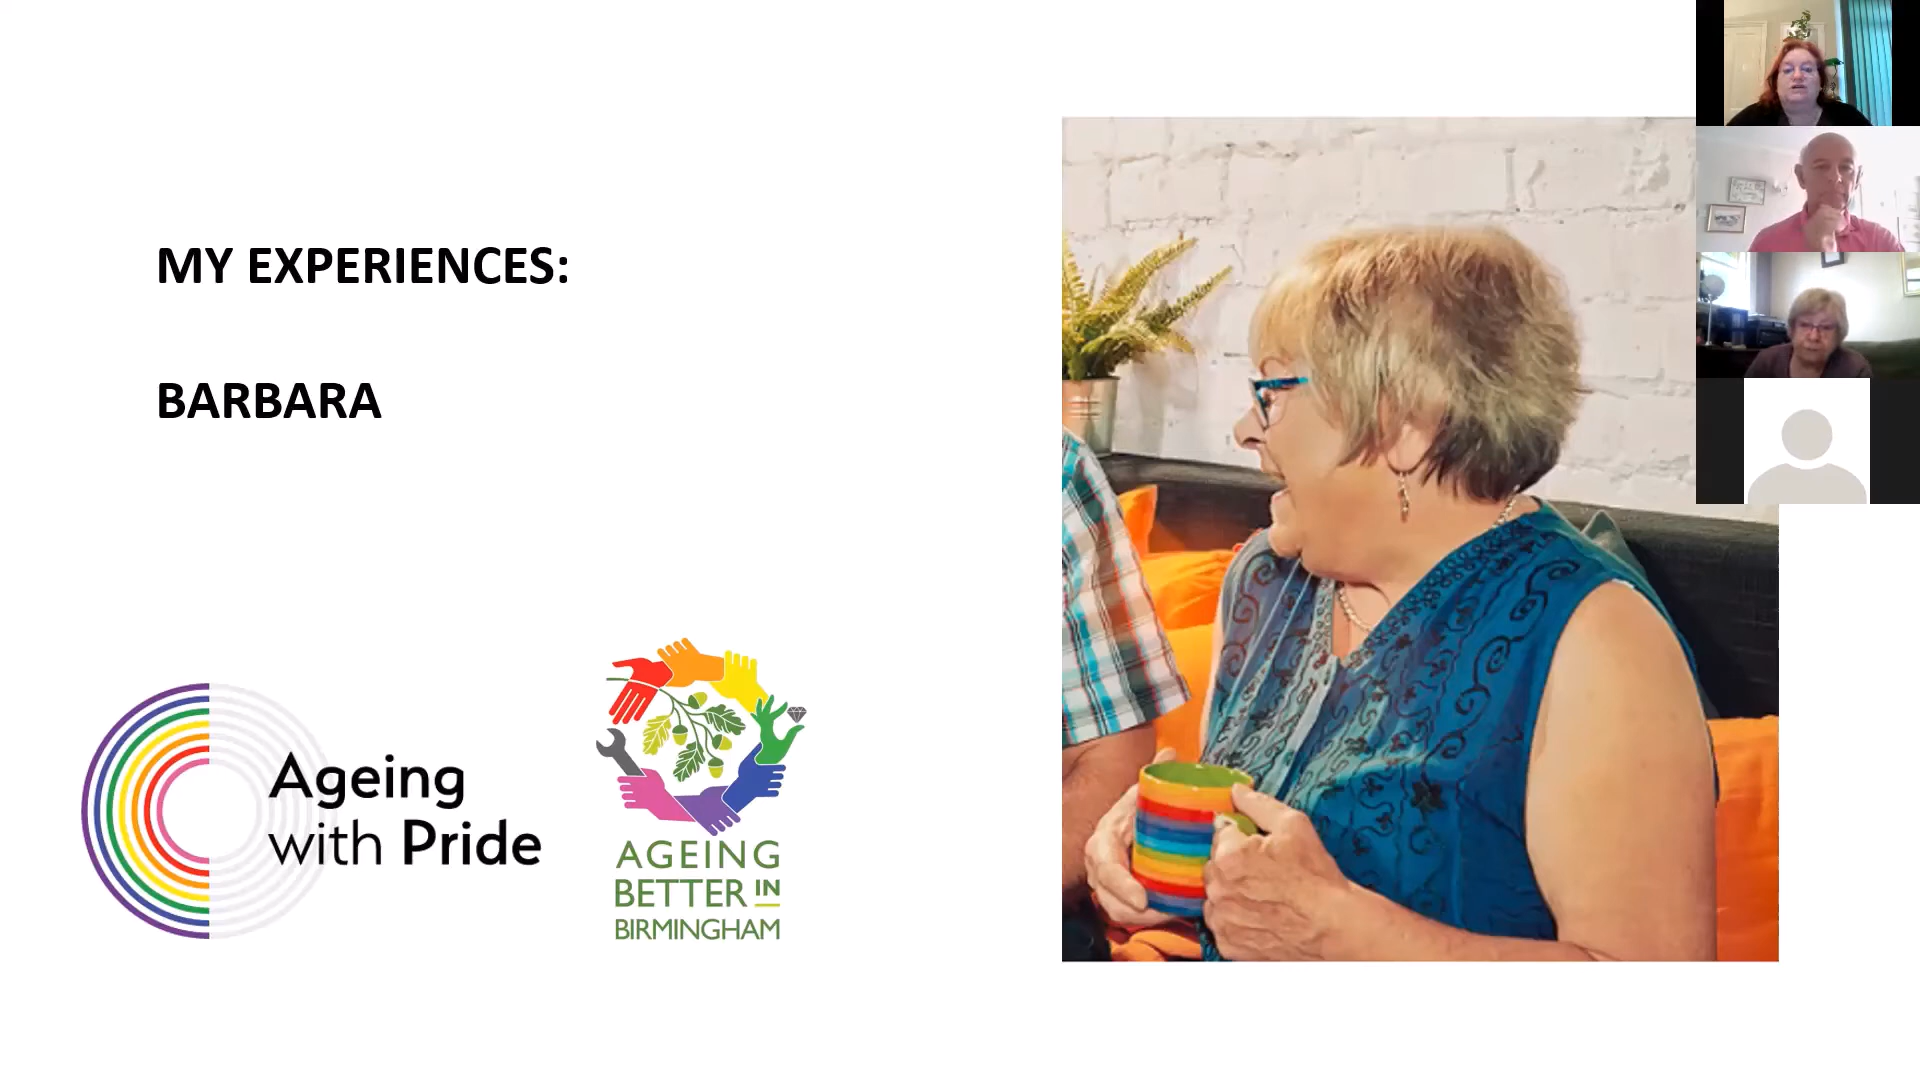 MY EXPERIENCES:
BARBARA
Ageing
with Pride
AGEING
BETTER IN
BIRMINGHAM